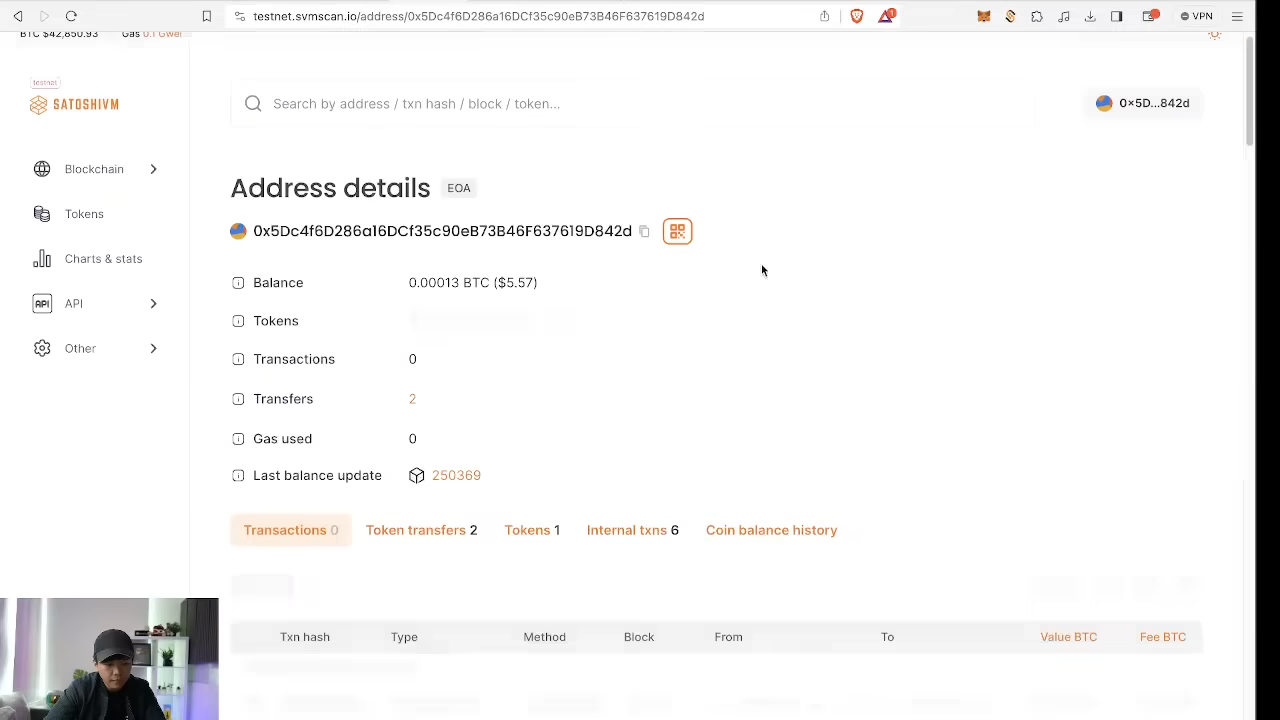 testnet.svmscan.io/address/0x5Dc4f6D286a16DCf35c90eB73B46F637619D842d
1
VPN
BTC $42,850.93 Gas 0.1 Gwei
testnet
SATOSHIVM
Search by address / txn hash / block / token...
0x5D...842d
Blockchain
Tokens
Charts & stats
API API
Other
Address details EOA
0x5Dc4f6D286a16DCf35c90eB73B46F637619D842d
Balance 0.00013 BTC ($5.57)
Tokens
Transactions 0
Transfers 2
Gas used 0
Last balance update 250369
Transactions 0 Token transfers 2 Tokens 1 Internal txns 6 Coin balance history
Txn hash Type Method Block From To Value BTC Fee BTC